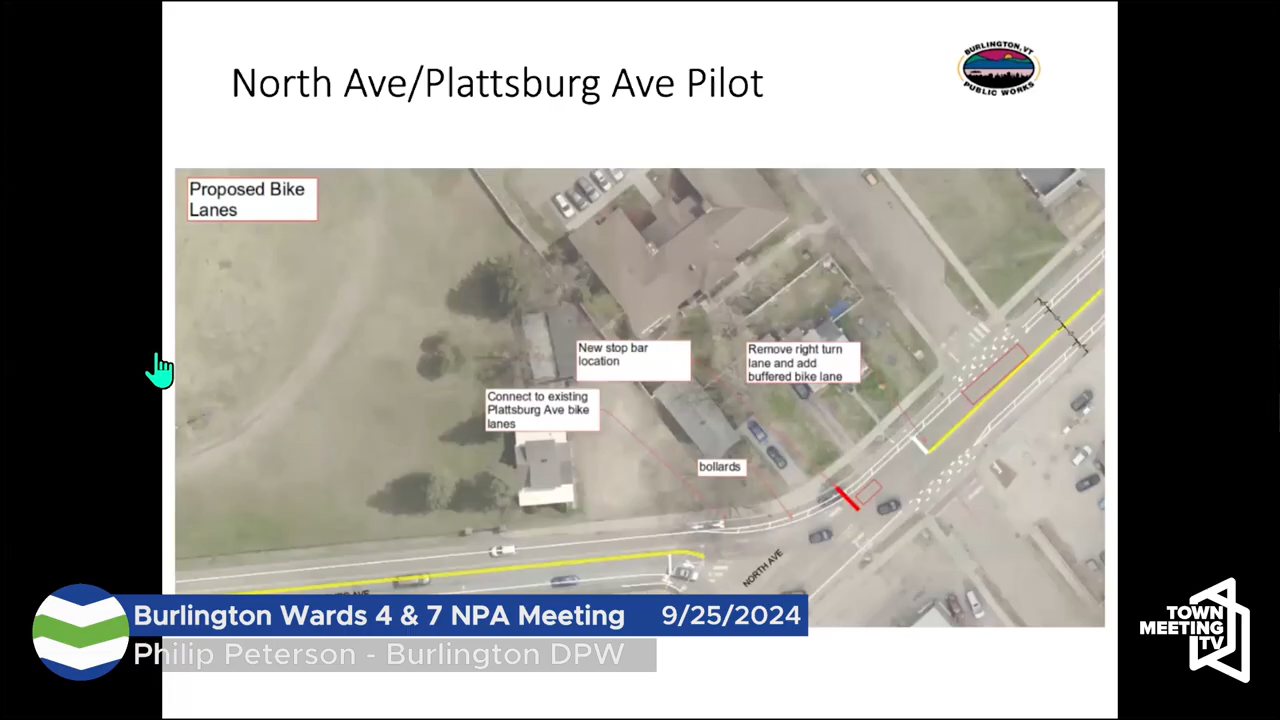 North Ave/Plattsburg Ave Pilot
BURLINGTON, VT
PUBLIC WORKS
Proposed Bike
Lanes
New stop bar
location
Remove right turn
lane and add
buffered bike lane
Connect to existing
Plattsburg Ave bike
lanes
bollards
NORTH AVE
Burlington Wards 4 & 7 NPA Meeting 9/25/2024
Philip Peterson - Burlington DPW
TOWN
MEETING
TV